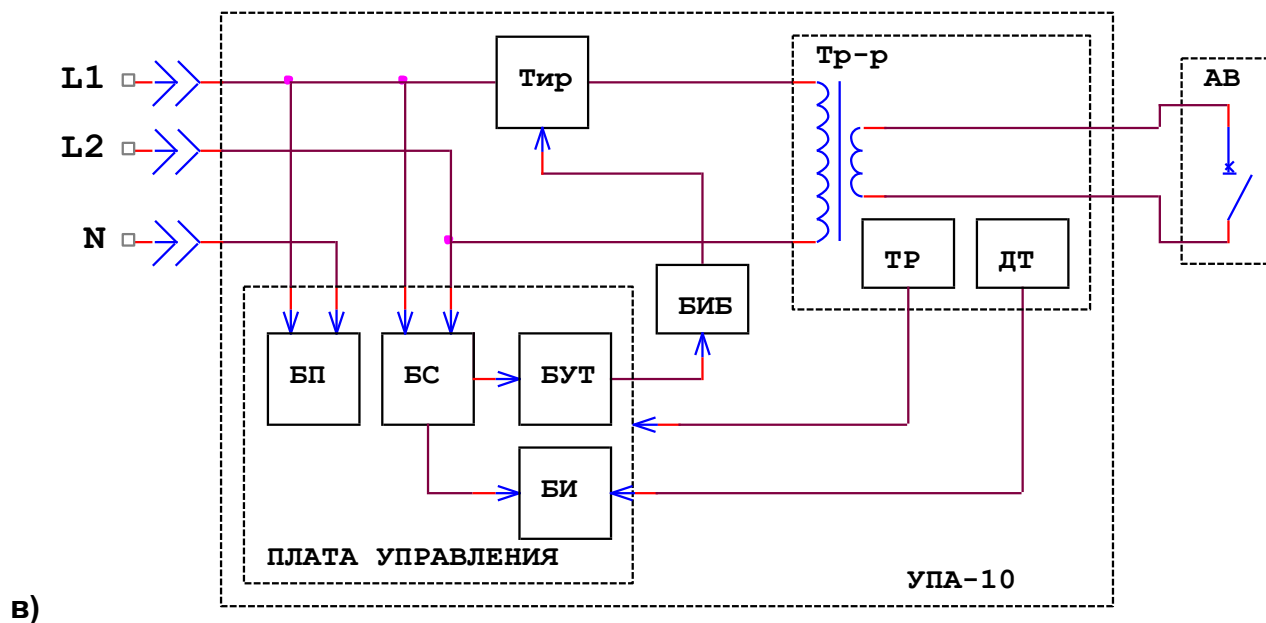 L1
Тир
Тр-р
АВ
L2
N
ТР
ДТ
БИБ
БП
БС
БУТ
БИ
ПЛАТА УПРАВЛЕНИЯ
УПА-10
в)